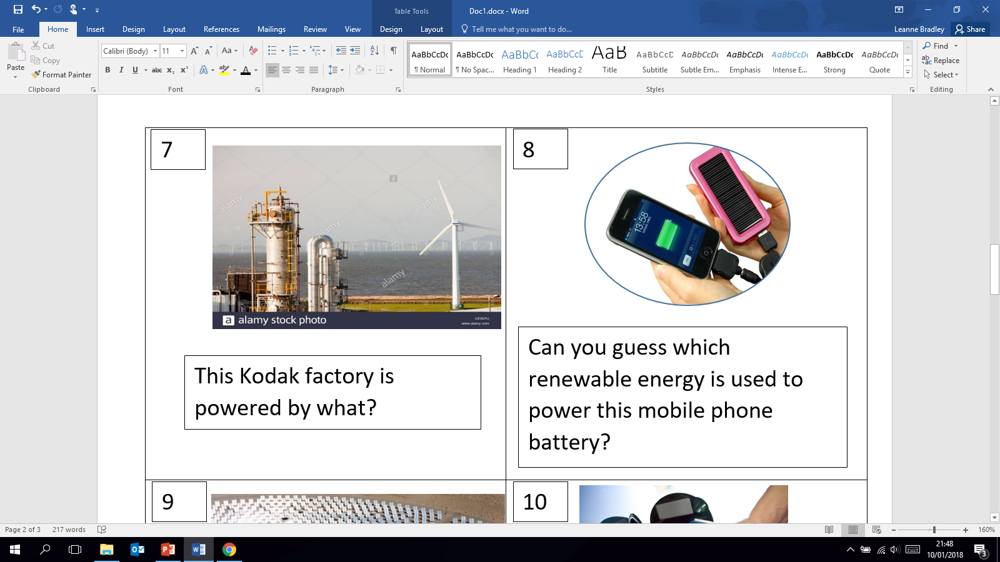 Table Tools
Doc1.docx - Word
File
Home
Insert
Design
Layout
References
Mailings
Review
View
Design
Layout
Tell me what you want to do...
Leanne Bradley
Share
Paste
Cut
Copy
Format Painter
Clipboard
Calibri (Body)
11
Aa
B I U abc x₂ x²
A
Font
Paragraph
AaBbCcDc AaBbCcDc AaBbCc AaBbCcD AaB AaBbCcD AaBbCcDc AaBbCcDc AaBbCcDc AaBbCcDc AaBbCcDc
¶ Normal
¶ No Spac...
Heading 1
Heading 2
Title
Subtitle
Subtle Em...
Emphasis
Intense E...
Strong
Quote
Styles
Find
Replace
Select
Editing
7
a
alamy
alamy
alamy
alamy
a alamy stock photo
www.alamy.com
This Kodak factory is
powered by what?
8
13:58
Can you guess which
renewable energy is used to
power this mobile phone
battery?
9
10
Page 2 of 3
217 words
160%
21:48
10/01/2018
3